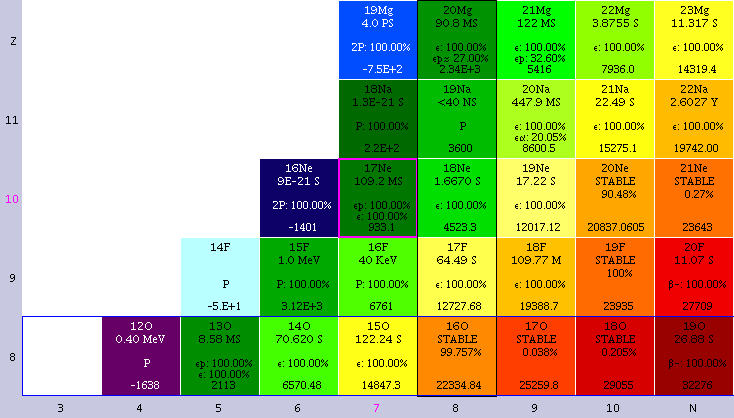 Z
19Mg
4.0 PS
2P: 100.00%
-7.5E+2
20Mg
90.8 MS
ϵ: 100.00%
ϵpα 27.00%
2.34E+3
21Mg
122 MS
ϵ: 100.00%
ϵp: 32.60%
5416
22Mg
3.8755 S
ϵ: 100.00%
7936.0
23Mg
11.317 S
ϵ: 100.00%
14319.4
11
18Na
1.3E-21 S
P: 100.00%
2.2E+2
19Na
<40 NS
P
3600
20Na
447.9 MS
ϵ: 100.00%
ϵα: 20.05%
8600.5
21Na
22.49 S
ϵ: 100.00%
15275.1
22Na
2.6027 Y
ϵ: 100.00%
19742.00
10
16Ne
9E-21 S
2P: 100.00%
-1401
17Ne
109.2 MS
ϵp: 100.00%
ϵ: 100.00%
933.1
18Ne
1.6670 S
ϵ: 100.00%
4523.3
19Ne
17.22 S
ϵ: 100.00%
12017.12
20Ne
STABLE
90.48%
20837.0605
21Ne
STABLE
0.27%
23643
9
14F
P
-5.E+1
15F
1.0 MeV
P: 100.00%
3.12E+3
16F
40 KeV
P: 100.00%
6761
17F
64.49 S
ϵ: 100.00%
12727.68
18F
109.77 M
ϵ: 100.00%
19388.7
19F
STABLE
100%
23935
20F
11.07 S
β-: 100.00%
27709
8
12O
0.40 MeV
P
-1638
13O
8.58 MS
ϵp: 100.00%
ϵ: 100.00%
2113
14O
70.620 S
ϵ: 100.00%
6570.48
15O
122.24 S
ϵ: 100.00%
14847.3
16O
STABLE
99.757%
22334.84
17O
STABLE
0.038%
25259.8
18O
STABLE
0.205%
29055
19O
26.88 S
β-: 100.00%
32276
3 4 5 6 7 8 9 10 N